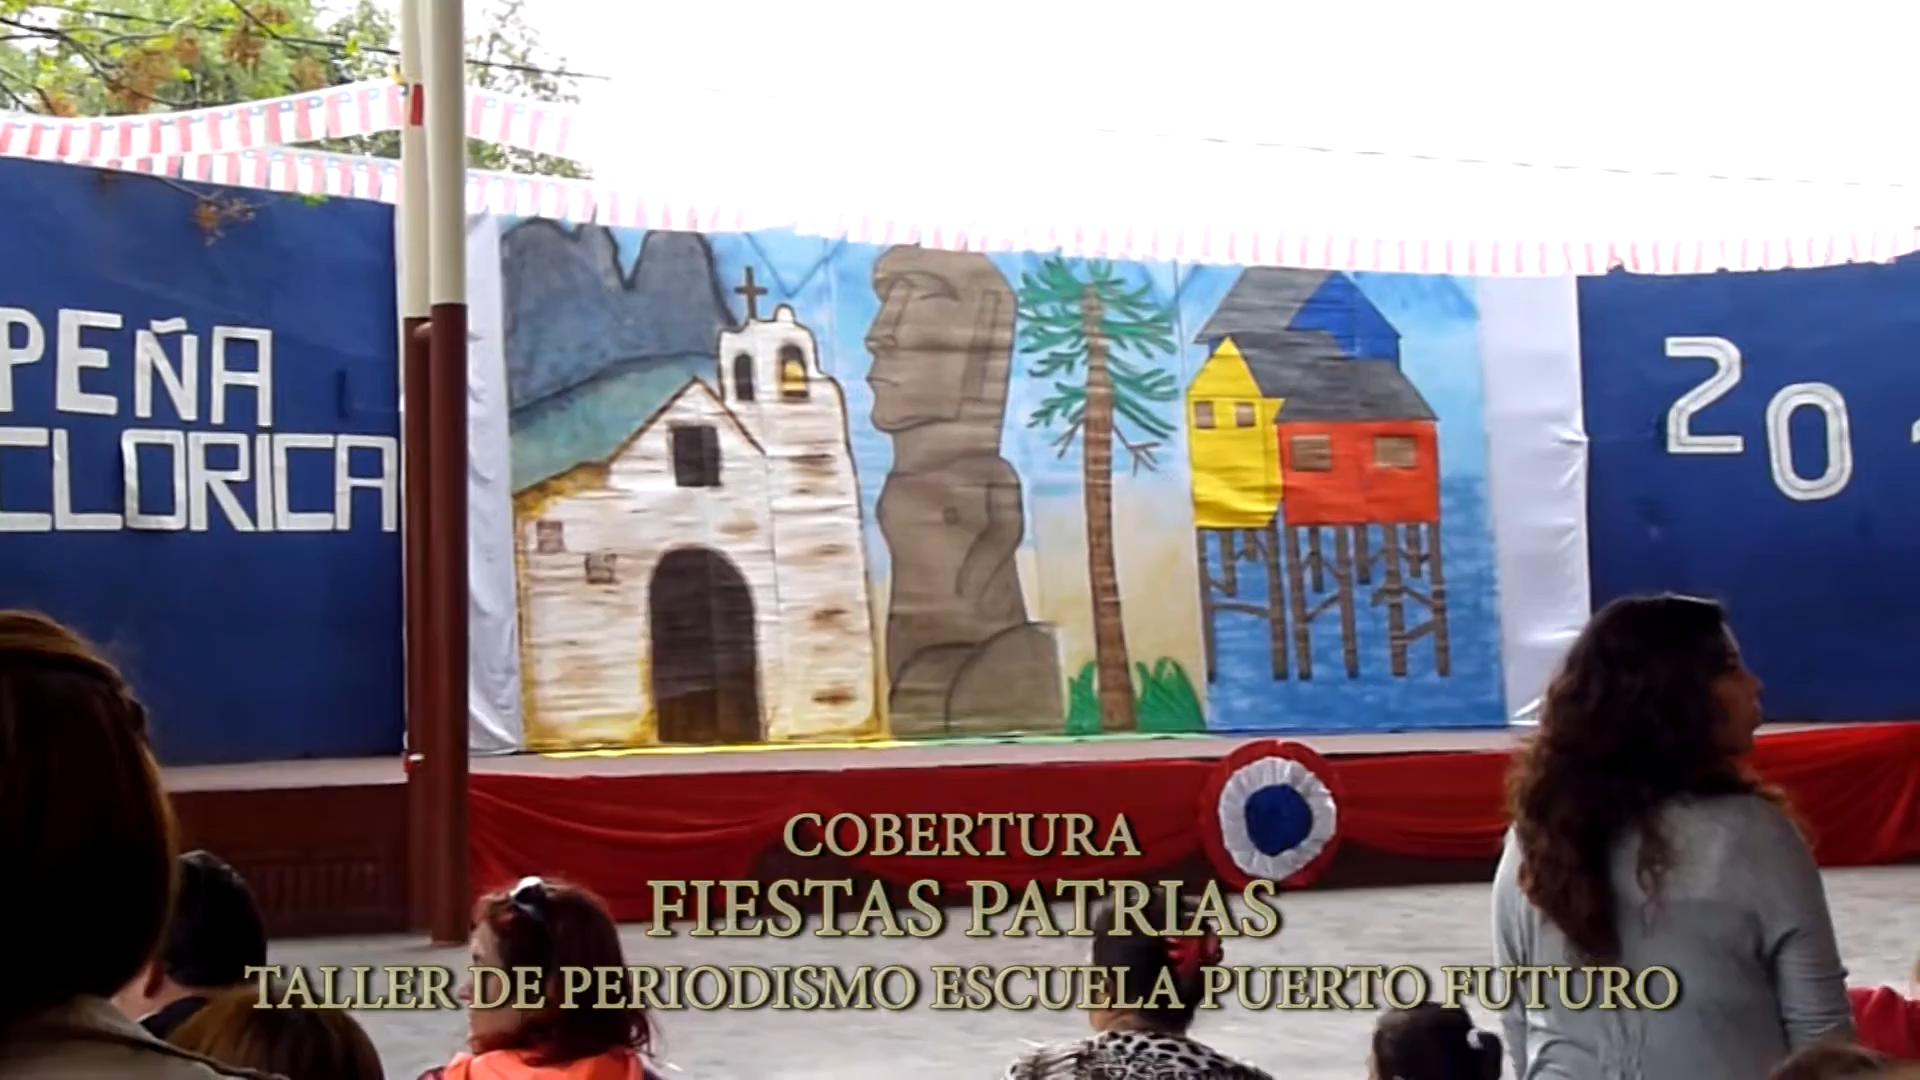 PEÑA
CLORICA
20
COBERTURA
FIESTAS PATRIAS
TALLER DE PERIODISMO ESCUELA PUERTO FUTURO